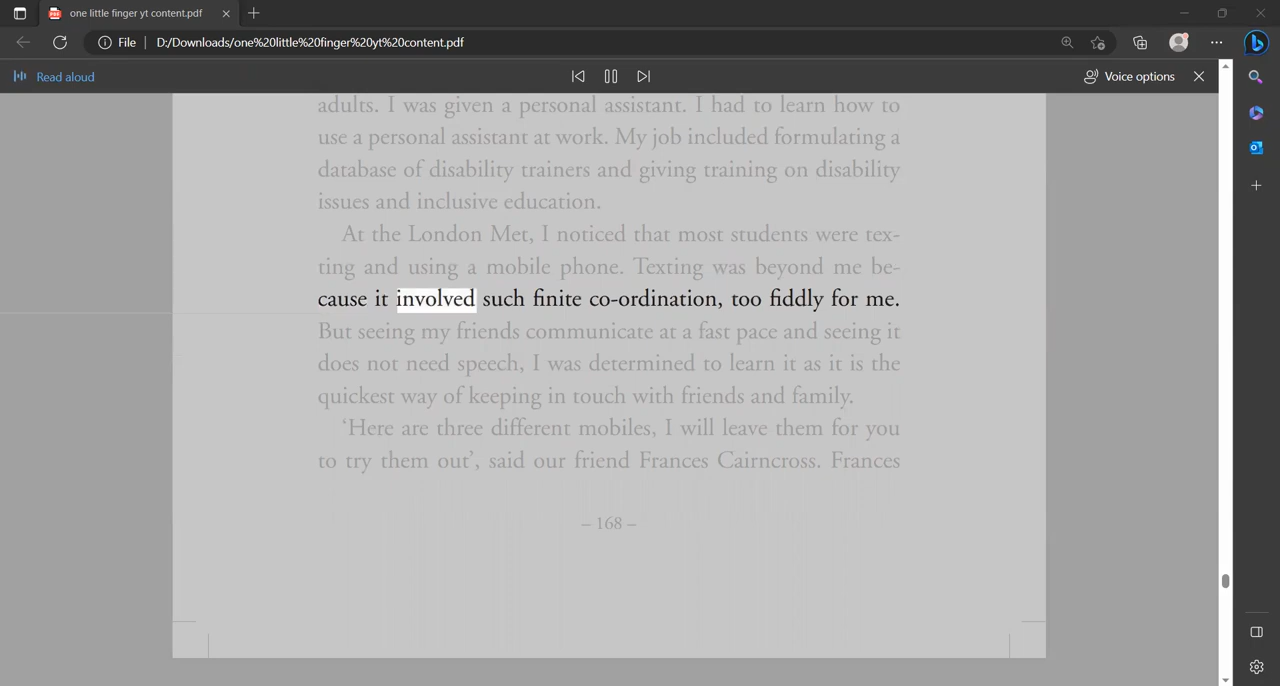 one little finger yt content.pdf
File
D:/Downloads/one%20little%20finger%20yt%20content.pdf
Read aloud
Voice options
adults. I was given a personal assistant. I had to learn how to
use a personal assistant at work. My job included formulating a
database of disability trainers and giving training on disability
issues and inclusive education.
At the London Met, I noticed that most students were tex-
ting and using a mobile phone. Texting was beyond me be-
cause it involved such finite co-ordination, too fiddly for me.
But seeing my friends communicate at a fast pace and seeing it
does not need speech, I was determined to learn it as it is the
quickest way of keeping in touch with friends and family.
‘Here are three different mobiles, I will leave them for you
to try them out’, said our friend Frances Cairncross. Frances
– 168 –